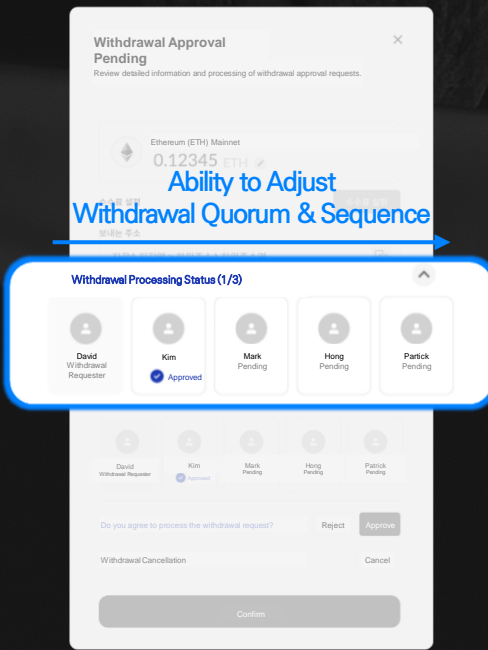 Withdrawal Approval
Pending
Review detailed information and processing of withdrawal approval requests.
Ethereum (ETH) Mainnet
0.12345 ETH
Ability to Adjust
Withdrawal Quorum & Sequence
보내는 주소
Withdrawal Processing Status (1/3)
David
Withdrawal
Requester
Kim
Approved
Mark
Pending
Hong
Pending
Partick
Pending
David
Withdrawal Requester
Kim
Approved
Mark
Pending
Hong
Pending
Patrick
Pending
Do you agree to process the withdrawal request?
Reject
Approve
Withdrawal Cancellation
Cancel
Confirm